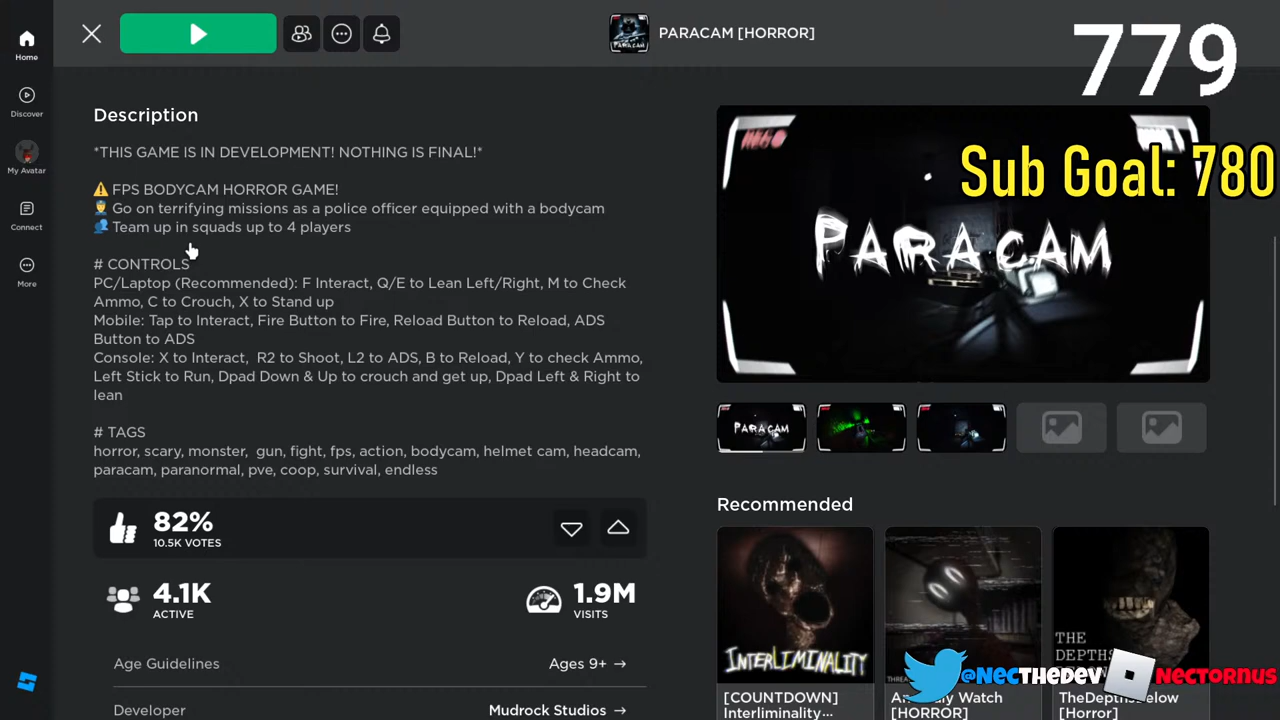 PARACAM [HORROR]
779
Sub Goal: 780
Home
Discover
My Avatar
Connect
More
Description
*THIS GAME IS IN DEVELOPMENT! NOTHING IS FINAL!*
⚠️ FPS BODYCAM HORROR GAME!
👮 Go on terrifying missions as a police officer equipped with a bodycam
👥 Team up in squads up to 4 players
# CONTROLS
PC/Laptop (Recommended): F Interact, Q/E to Lean Left/Right, M to Check
Ammo, C to Crouch, X to Stand up
Mobile: Tap to Interact, Fire Button to Fire, Reload Button to Reload, ADS
Button to ADS
Console: X to Interact,  R2 to Shoot, L2 to ADS, B to Reload, Y to check Ammo,
Left Stick to Run, Dpad Down & Up to crouch and get up, Dpad Left & Right to
lean
# TAGS
horror, scary, monster,  gun, fight, fps, action, bodycam, helmet cam, headcam,
paracam, paranormal, pve, coop, survival, endless
82%
10.5K VOTES
4.1K
ACTIVE
1.9M
VISITS
Age Guidelines
Ages 9+ →
Developer
Mudrock Studios →
PARACAM
PARACAM
Recommended
INTERLIMINALITY
THE
DEPTHS
[COUNTDOWN]
Interliminality...
Watch
[HORROR]
TheDepthsBelow
[Horror]
@NECTHEDEV
NECTORNUS